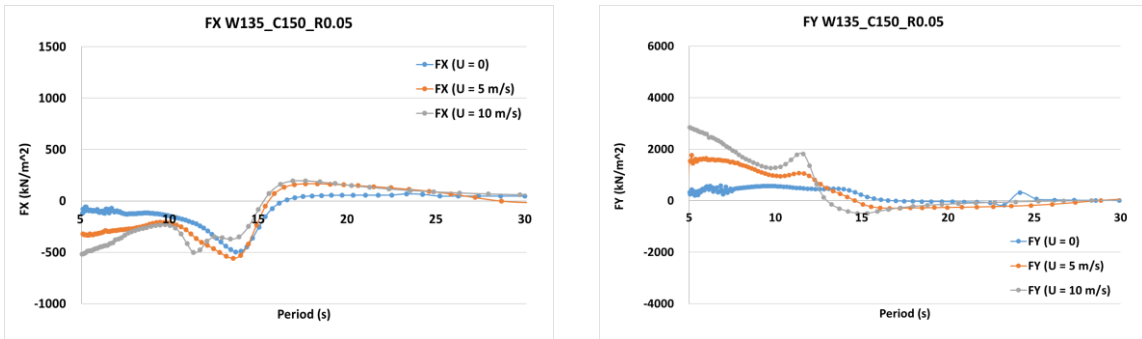 FX W135_C150_R0.05
1500
1000
500
0
-500
-1000
5
10
15
20
25
30
FX (kN/m^2)
Period (s)
FX (U = 0)
FX (U = 5 m/s)
FX (U = 10 m/s)
FY W135_C150_R0.05
6000
4000
2000
0
-2000
-4000
5
10
15
20
25
30
FY (kN/m^2)
Period (s)
FY (U = 0)
FY (U = 5 m/s)
FY (U = 10 m/s)